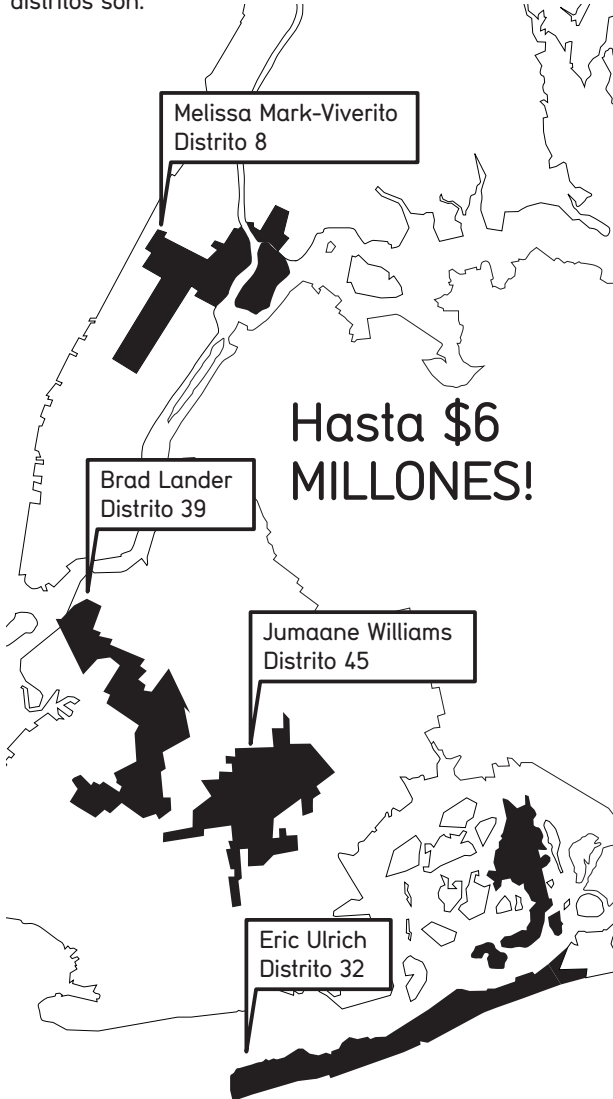 distritos son:
Melissa Mark-Viverito
Distrito 8
Hasta $6
MILLONES!
Brad Lander
Distrito 39
Jumaane Williams
Distrito 45
Eric Ulrich
Distrito 32